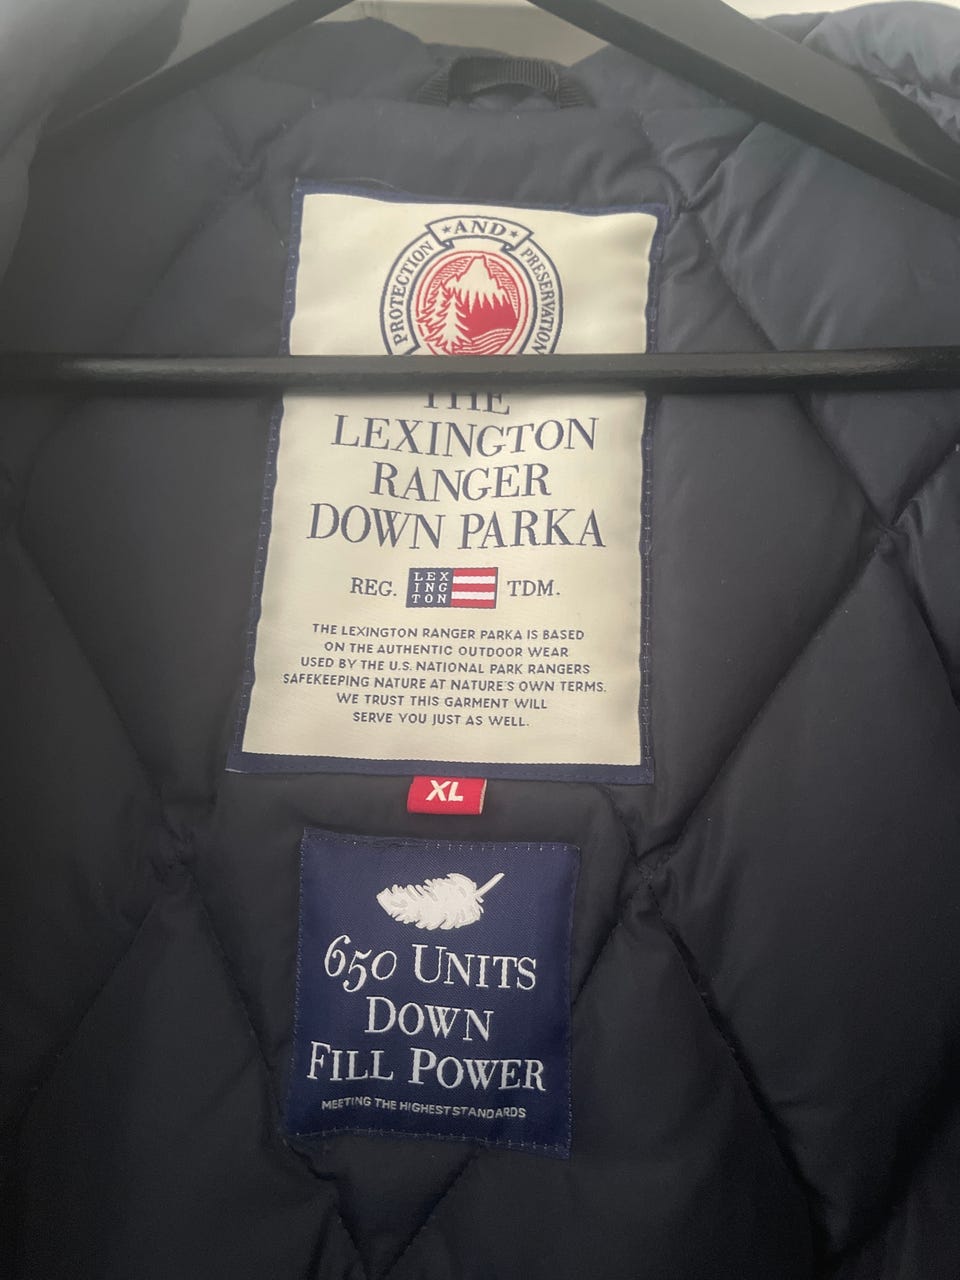 ★AND★
PROTECTION
PRESERVATION
THE
LEXINGTON
RANGER
DOWN PARKA
REG. LEX TDM.
ING
TON
THE LEXINGTON RANGER PARKA IS BASED
ON THE AUTHENTIC OUTDOOR WEAR
USED BY THE U.S. NATIONAL PARK RANGERS
SAFEKEEPING NATURE AT NATURE'S OWN TERMS.
WE TRUST THIS GARMENT WILL
SERVE YOU JUST AS WELL.
XL
650 UNITS
DOWN
FILL POWER
MEETING THE HIGHEST STANDARDS